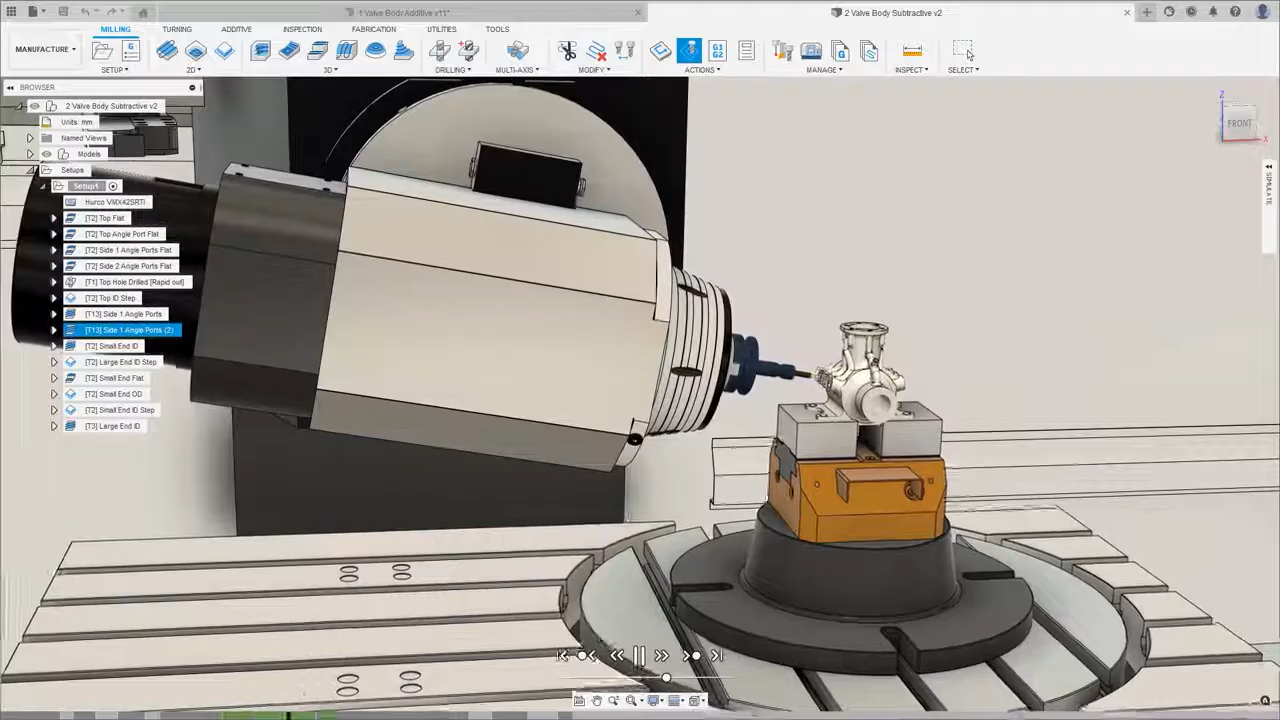 1 Valve Body Additive v11*
2 Valve Body Subtractive v2
MILLING TURNING ADDITIVE INSPECTION FABRICATION UTILITIES TOOLS
MANUFACTURE
G
G1
G2
SETUP 2D 3D DRILLING MULTI-AXIS MODIFY ACTIONS MANAGE INSPECT SELECT
BROWSER
2 Valve Body Subtractive v2
Units: mm
Named Views
Models
Setups
Setup1
Hurco VMX42SRTi
[T2] Top Flat
[T2] Top Angle Port Flat
[T2] Side 1 Angle Ports Flat
[T2] Side 2 Angle Ports Flat
[T1] Top Hole Drilled [Rapid out]
[T2] Top ID Step
[T13] Side 1 Angle Ports
[T13] Side 1 Angle Ports (2)
[T2] Small End ID
[T2] Large End ID Step
[T2] Small End Flat
[T2] Small End OD
[T2] Small End ID Step
[T3] Large End ID
Z
FRONT
X
SIMULATE